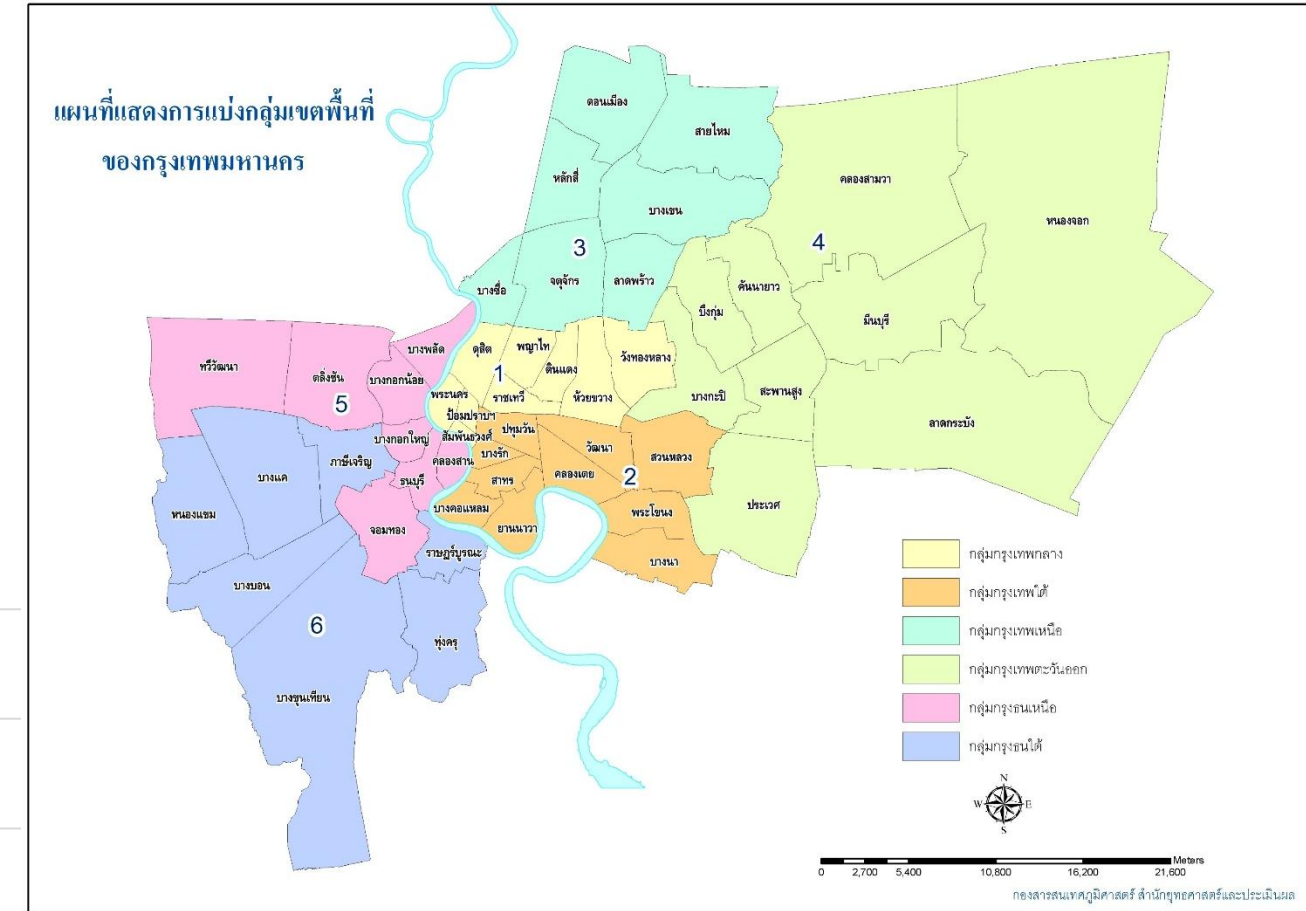 แผนที่แสดงการแบ่งกลุ่มเขตพื้นที่
ของกรุงเทพมหานคร
ดอนเมือง
สายไหม
หลักสี่
บางเขน
คลองสามวา
หนองจอก
3
4
จตุจักร
ลาดพร้าว
บางซื่อ
คันนายาว
บึงกุ่ม
มีนบุรี
บางพลัด
ดุสิต
พญาไท
ดินแดง
วังทองหลาง
ทวีวัฒนา
ตลิ่งชัน
บางกอกน้อย
1
5
พระนคร
ราชเทวี
ห้วยขวาง
บางกะปิ
สะพานสูง
ป้อมปราบฯ
ลาดกระบัง
บางกอกใหญ่
สัมพันธวงศ์
ปทุมวัน
วัฒนา
สวนหลวง
ภาษีเจริญ
คลองสาน
บางรัก
บางแค
ธนบุรี
สาทร
คลองเตย
2
ประเวศ
หนองแขม
บางคอแหลม
พระโขนง
จอมทอง
ยานนาวา
ราษฎร์บูรณะ
บางนา
บางบอน
6
ทุ่งครุ
บางขุนเทียน
กลุ่มกรุงเทพกลาง
กลุ่มกรุงเทพใต้
กลุ่มกรุงเทพเหนือ
กลุ่มกรุงเทพตะวันออก
กลุ่มกรุงธนเหนือ
กลุ่มกรุงธนใต้
N
W E
S
Meters
0 2,700 5,400 10,800 16,200 21,600
กองสารสนเทศภูมิศาสตร์ สำนักยุทธศาสตร์และประเมินผล